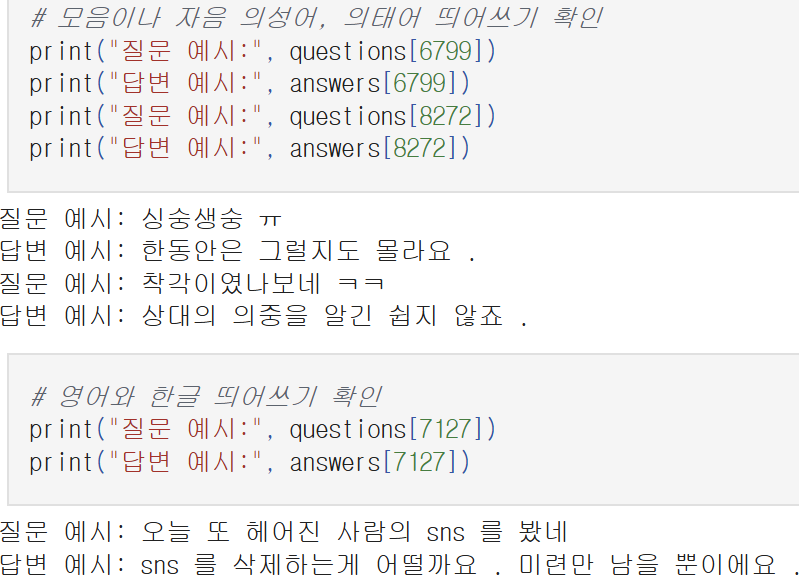 # 모음이나 자음 의성어, 의태어 띄어쓰기 확인
print("질문 예시:", questions[6799])
print("답변 예시:", answers[6799])
print("질문 예시:", questions[8272])
print("답변 예시:", answers[8272])
질문 예시: 싱숭생숭 ㅠ
답변 예시: 한동안은 그럴지도 몰라요 .
질문 예시: 착각이였나보네 ㅋㅋ
답변 예시: 상대의 의중을 알긴 쉽지 않죠 .
# 영어와 한글 띄어쓰기 확인
print("질문 예시:", questions[7127])
print("답변 예시:", answers[7127])
질문 예시: 오늘 또 헤어진 사람의 sns 를 봤네
답변 예시: sns 를 삭제하는게 어떨까요 . 미련만 남을 뿐이에요 .